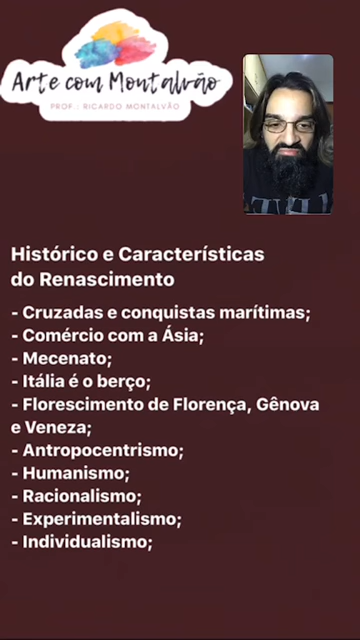 Arte com Montalvão
PROF.: RICARDO MONTALVÃO
Histórico e Características
do Renascimento
- Cruzadas e conquistas marítimas;
- Comércio com a Ásia;
- Mecenato;
- Itália é o berço;
- Florescimento de Florença, Gênova
e Veneza;
- Antropocentrismo;
- Humanismo;
- Racionalismo;
- Experimentalismo;
- Individualismo;